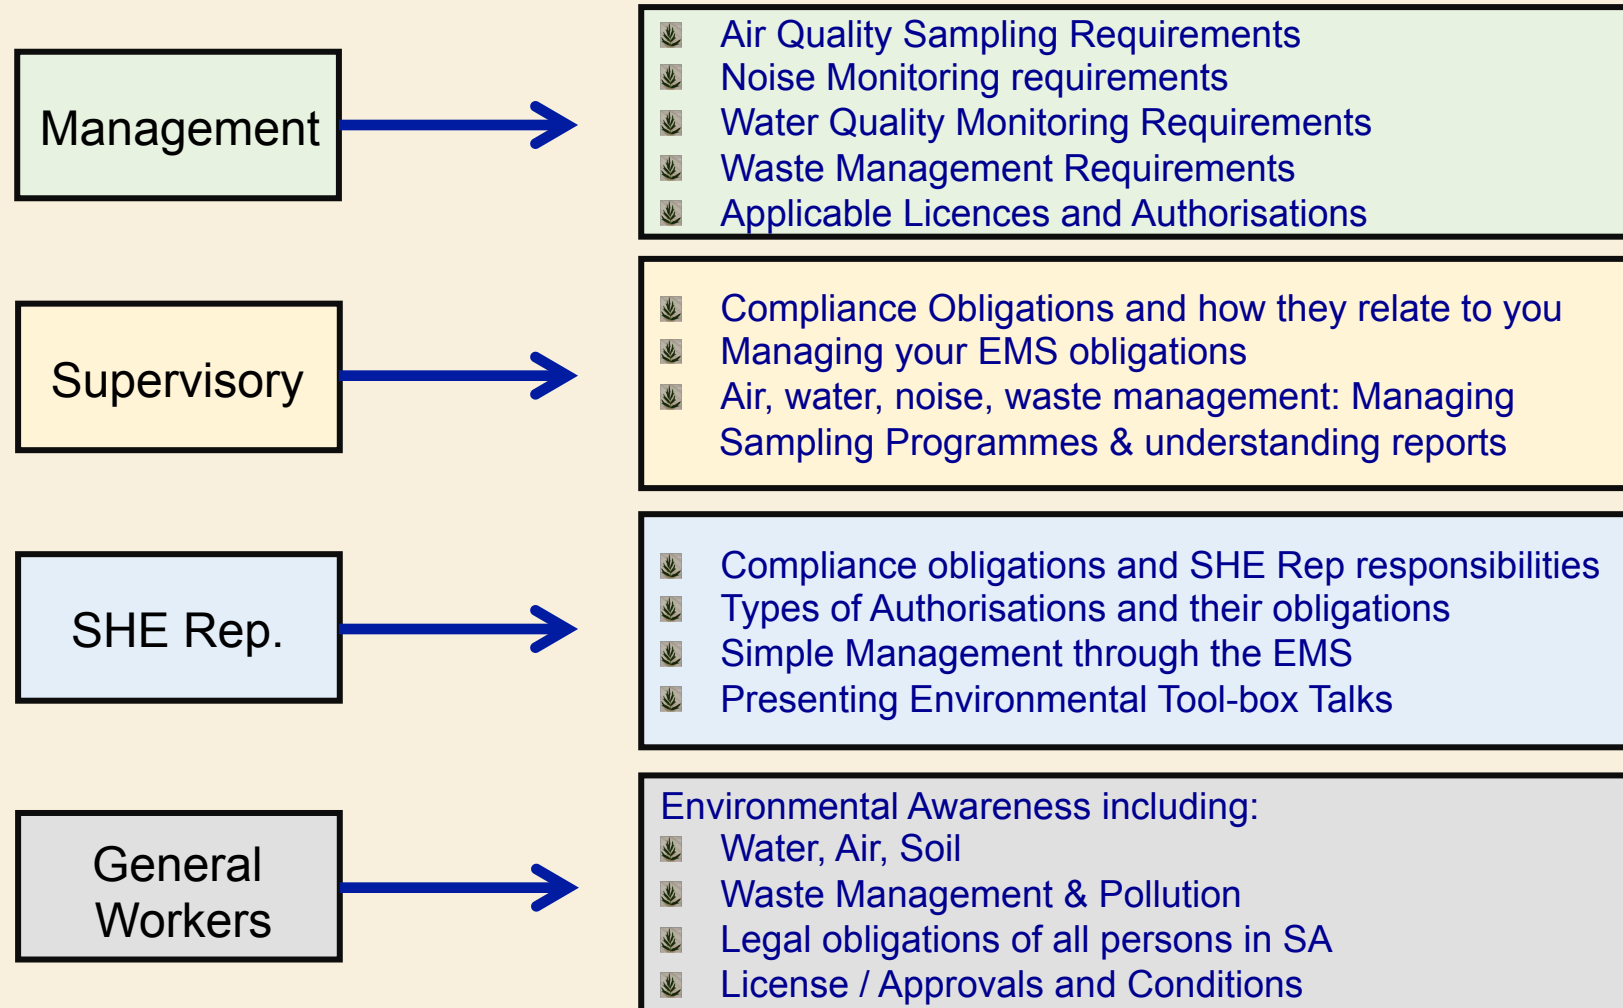 Management
Air Quality Sampling Requirements
Noise Monitoring requirements
Water Quality Monitoring Requirements
Waste Management Requirements
Applicable Licences and Authorisations
Supervisory
Compliance Obligations and how they relate to you
Managing your EMS obligations
Air, water, noise, waste management: Managing
Sampling Programmes & understanding reports
SHE Rep.
Compliance obligations and SHE Rep responsibilities
Types of Authorisations and their obligations
Simple Management through the EMS
Presenting Environmental Tool-box Talks
General
Workers
Environmental Awareness including:
Water, Air, Soil
Waste Management & Pollution
Legal obligations of all persons in SA
License / Approvals and Conditions